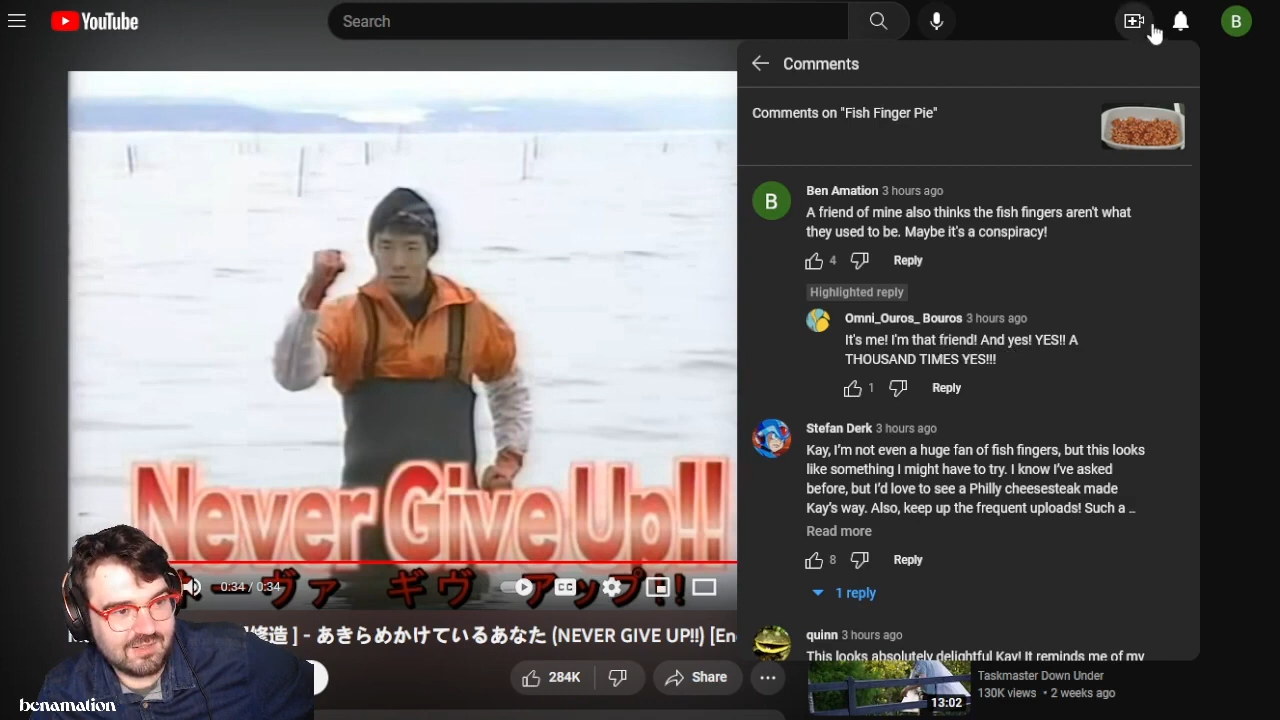 YouTube
Search
B
Comments
Comments on "Fish Finger Pie"
B
Ben Amation 3 hours ago
A friend of mine also thinks the fish fingers aren't what
they used to be. Maybe it's a conspiracy!
4
Reply
Highlighted reply
Omni_Ouros_ Bouros 3 hours ago
It's me! I'm that friend! And yes! YES!! A
THOUSAND TIMES YES!!!
1
Reply
Stefan Derk 3 hours ago
Kay, I'm not even a huge fan of fish fingers, but this looks
like something I might have to try. I know I've asked
before, but I'd love to see a Philly cheesesteak made
Kay's way. Also, keep up the frequent uploads! Such a ...
Read more
8
Reply
1 reply
quinn 3 hours ago
This looks absolutely delightful Kay! It reminds me of my
Never Give Up!!
ヴァ ギヴ アップ!!
0:34 / 0:34
CC
修造 ] - あきらめかけているあなた (NEVER GIVE UP!!) [En
284K
Share
13:02
Taskmaster Down Under
130K views • 2 weeks ago
bcnamation